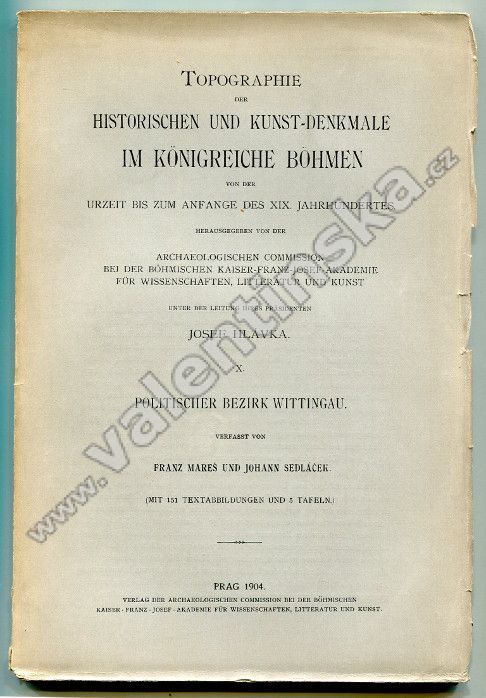 TOPOGRAPHIE
DER
HISTORISCHEN UND KUNST-DENKMALE
IM KÖNIGREICHE BÖHMEN
VON DER
URZEIT BIS ZUM ANFANGE DES XIX. JAHRHUNDERTES
HERAUSGEGEBEN VON DER
ARCHAEOLOGISCHEN COMMISSION
BEI DER BÖHMISCHEN KAISER-FRANZ-JOSEF-AKADEMIE
FÜR WISSENSCHAFTEN, LITTERATUR UND KUNST
UNTER DER LEITUNG IHRES PRÄSIDENTEN
JOSEF HLÁVKA.
X.
POLITISCHER BEZIRK WITTINGAU.
VERFASST VON
FRANZ MAREŠ UND JOHANN SEDLÁČEK.
(MIT 151 TEXTABBILDUNGEN UND 5 TAFELN.)
PRAG 1904.
VERLAG DER ARCHAEOLOGISCHEN COMMISSION BEI DER BÖHMISCHEN
KAISER-FRANZ-JOSEF-AKADEMIE FÜR WISSENSCHAFTEN, LITTERATUR UND KUNST.
www.valentinska.cz